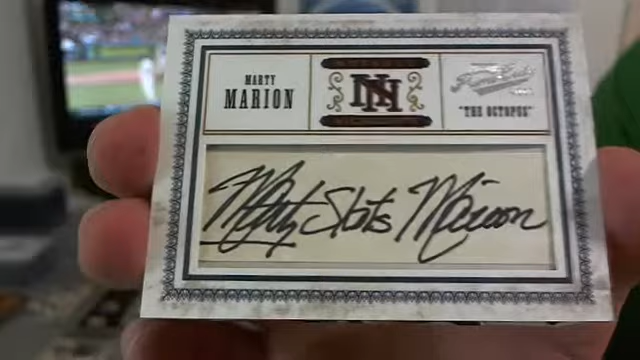 MARTY
MARION
NN
"THE OCTOPUS"
Marty Slats Marion